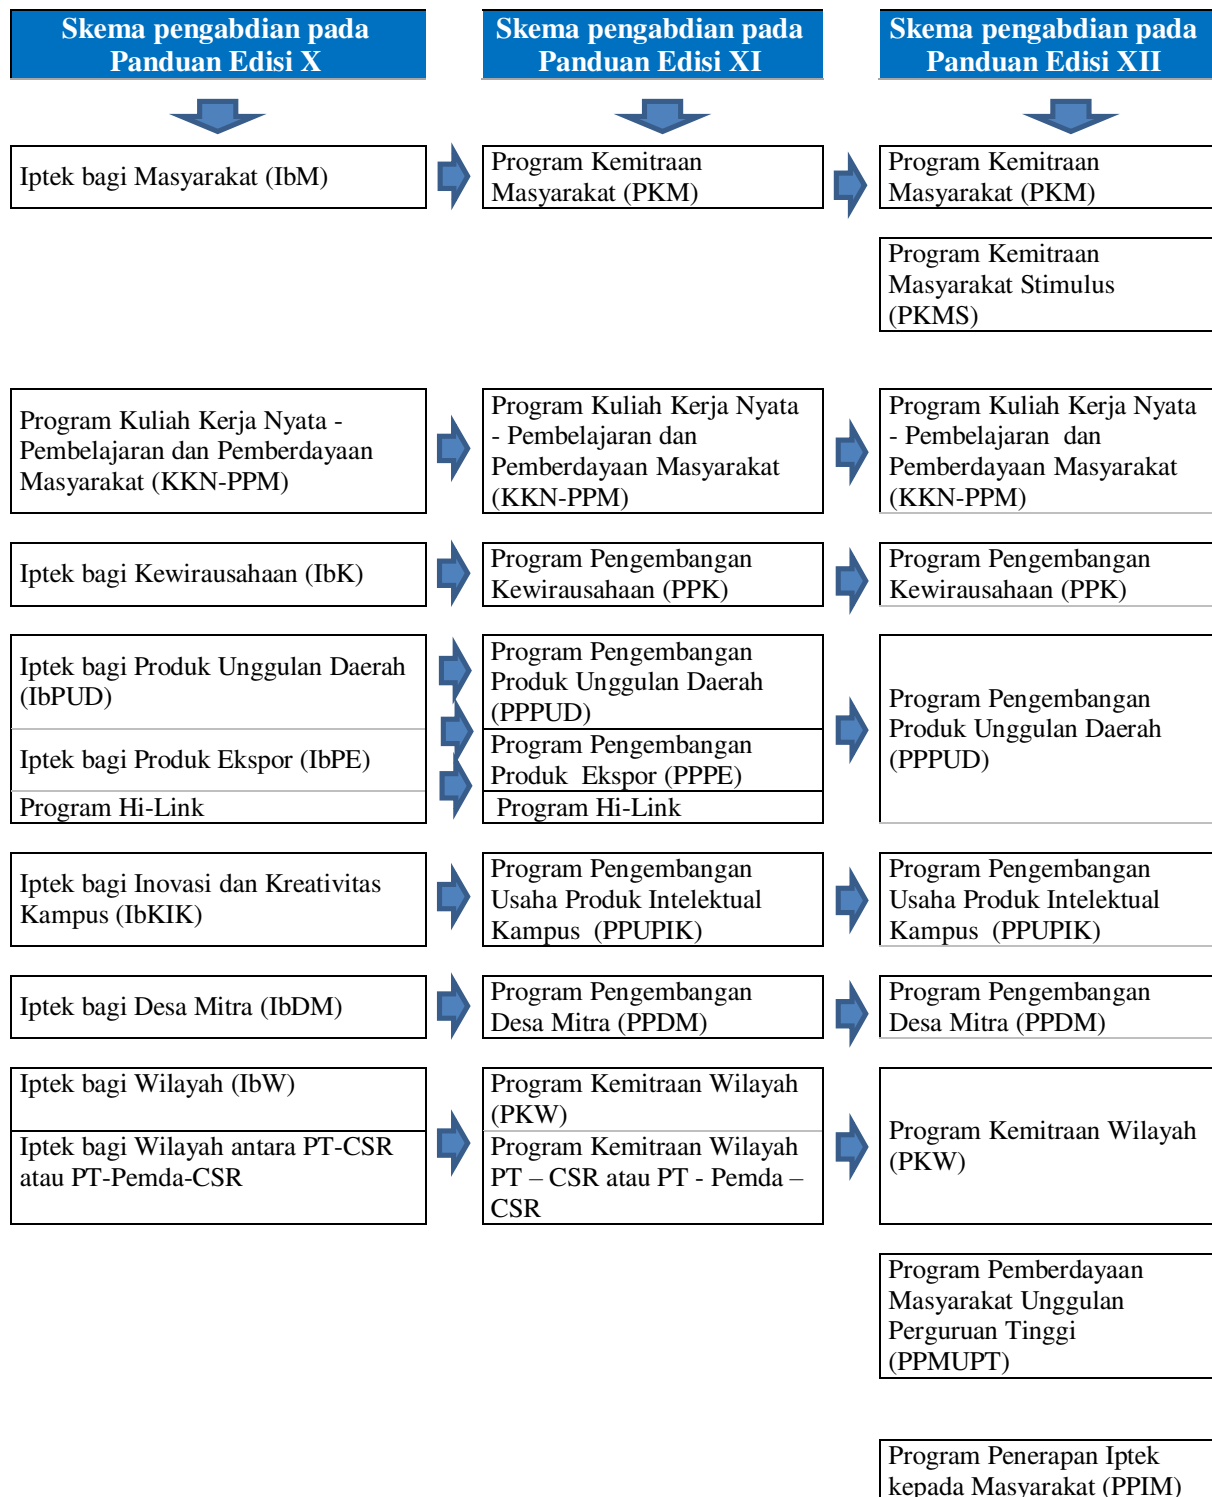 Skema pengabdian pada
Panduan Edisi X
Skema pengabdian pada
Panduan Edisi XI
Skema pengabdian pada
Panduan Edisi XII
Iptek bagi Masyarakat (IbM)
Program Kemitraan
Masyarakat (PKM)
Program Kemitraan
Masyarakat (PKM)
Program Kemitraan
Masyarakat Stimulus
(PKMS)
Program Kuliah Kerja Nyata -
Pembelajaran dan Pemberdayaan
Masyarakat (KKN-PPM)
Program Kuliah Kerja Nyata
- Pembelajaran dan
Pemberdayaan Masyarakat
(KKN-PPM)
Program Kuliah Kerja Nyata
- Pembelajaran  dan
Pemberdayaan Masyarakat
(KKN-PPM)
Iptek bagi Kewirausahaan (IbK)
Program Pengembangan
Kewirausahaan (PPK)
Program Pengembangan
Kewirausahaan (PPK)
Iptek bagi Produk Unggulan Daerah
(IbPUD)
Program Pengembangan
Produk Unggulan Daerah
(PPPUD)
Program Pengembangan
Produk Unggulan Daerah
(PPPUD)
Iptek bagi Produk Ekspor (IbPE)
Program Pengembangan
Produk  Ekspor (PPPE)
Program Hi-Link
Program Hi-Link
Iptek bagi Inovasi dan Kreativitas
Kampus (IbKIK)
Program Pengembangan
Usaha Produk Intelektual
Kampus  (PPUPIK)
Program Pengembangan
Usaha Produk Intelektual
Kampus  (PPUPIK)
Iptek bagi Desa Mitra (IbDM)
Program Pengembangan
Desa Mitra (PPDM)
Program Pengembangan
Desa Mitra (PPDM)
Iptek bagi Wilayah (IbW)
Program Kemitraan Wilayah
(PKW)
Program Kemitraan Wilayah
(PKW)
Iptek bagi Wilayah antara PT-CSR
atau PT-Pemda-CSR
Program Kemitraan Wilayah
PT – CSR atau PT - Pemda –
CSR
Program Pemberdayaan
Masyarakat Unggulan
Perguruan Tinggi
(PPMUPT)
Program Penerapan Iptek
kepada Masyarakat (PPIM)